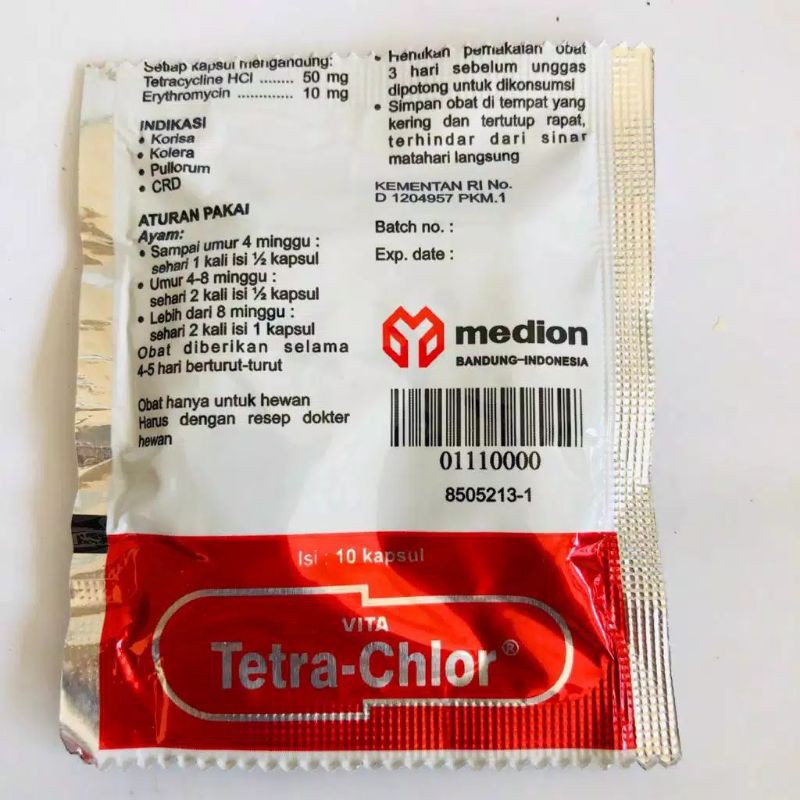 Setiap kapsul mengandung:
Tetracycline HCl ........ 50 mg
Erythromycin ............. 10 mg
INDIKASI
• Korisa
• Kolera
• Pullorum
• CRD
ATURAN PAKAI
Ayam:
• Sampai umur 4 minggu :
sehari 1 kali isi ½ kapsul
• Umur 4-8 minggu :
sehari 2 kali isi ½ kapsul
• Lebih dari 8 minggu :
sehari 2 kali isi 1 kapsul
Obat diberikan selama
4-5 hari berturut-turut
Obat hanya untuk hewan
Harus dengan resep dokter
hewan
• Hentikan pemakaian obat
3 hari sebelum unggas
dipotong untuk dikonsumsi
• Simpan obat di tempat yang
kering dan tertutup rapat,
terhindar dari sinar
matahari langsung
KEMENTAN RI No.
D 1204957 PKM.1
Batch no. :
Exp. date :
medion
BANDUNG-INDONESIA
01110000
8505213-1
Isi : 10 kapsul
VITA
Tetra-Chlor®